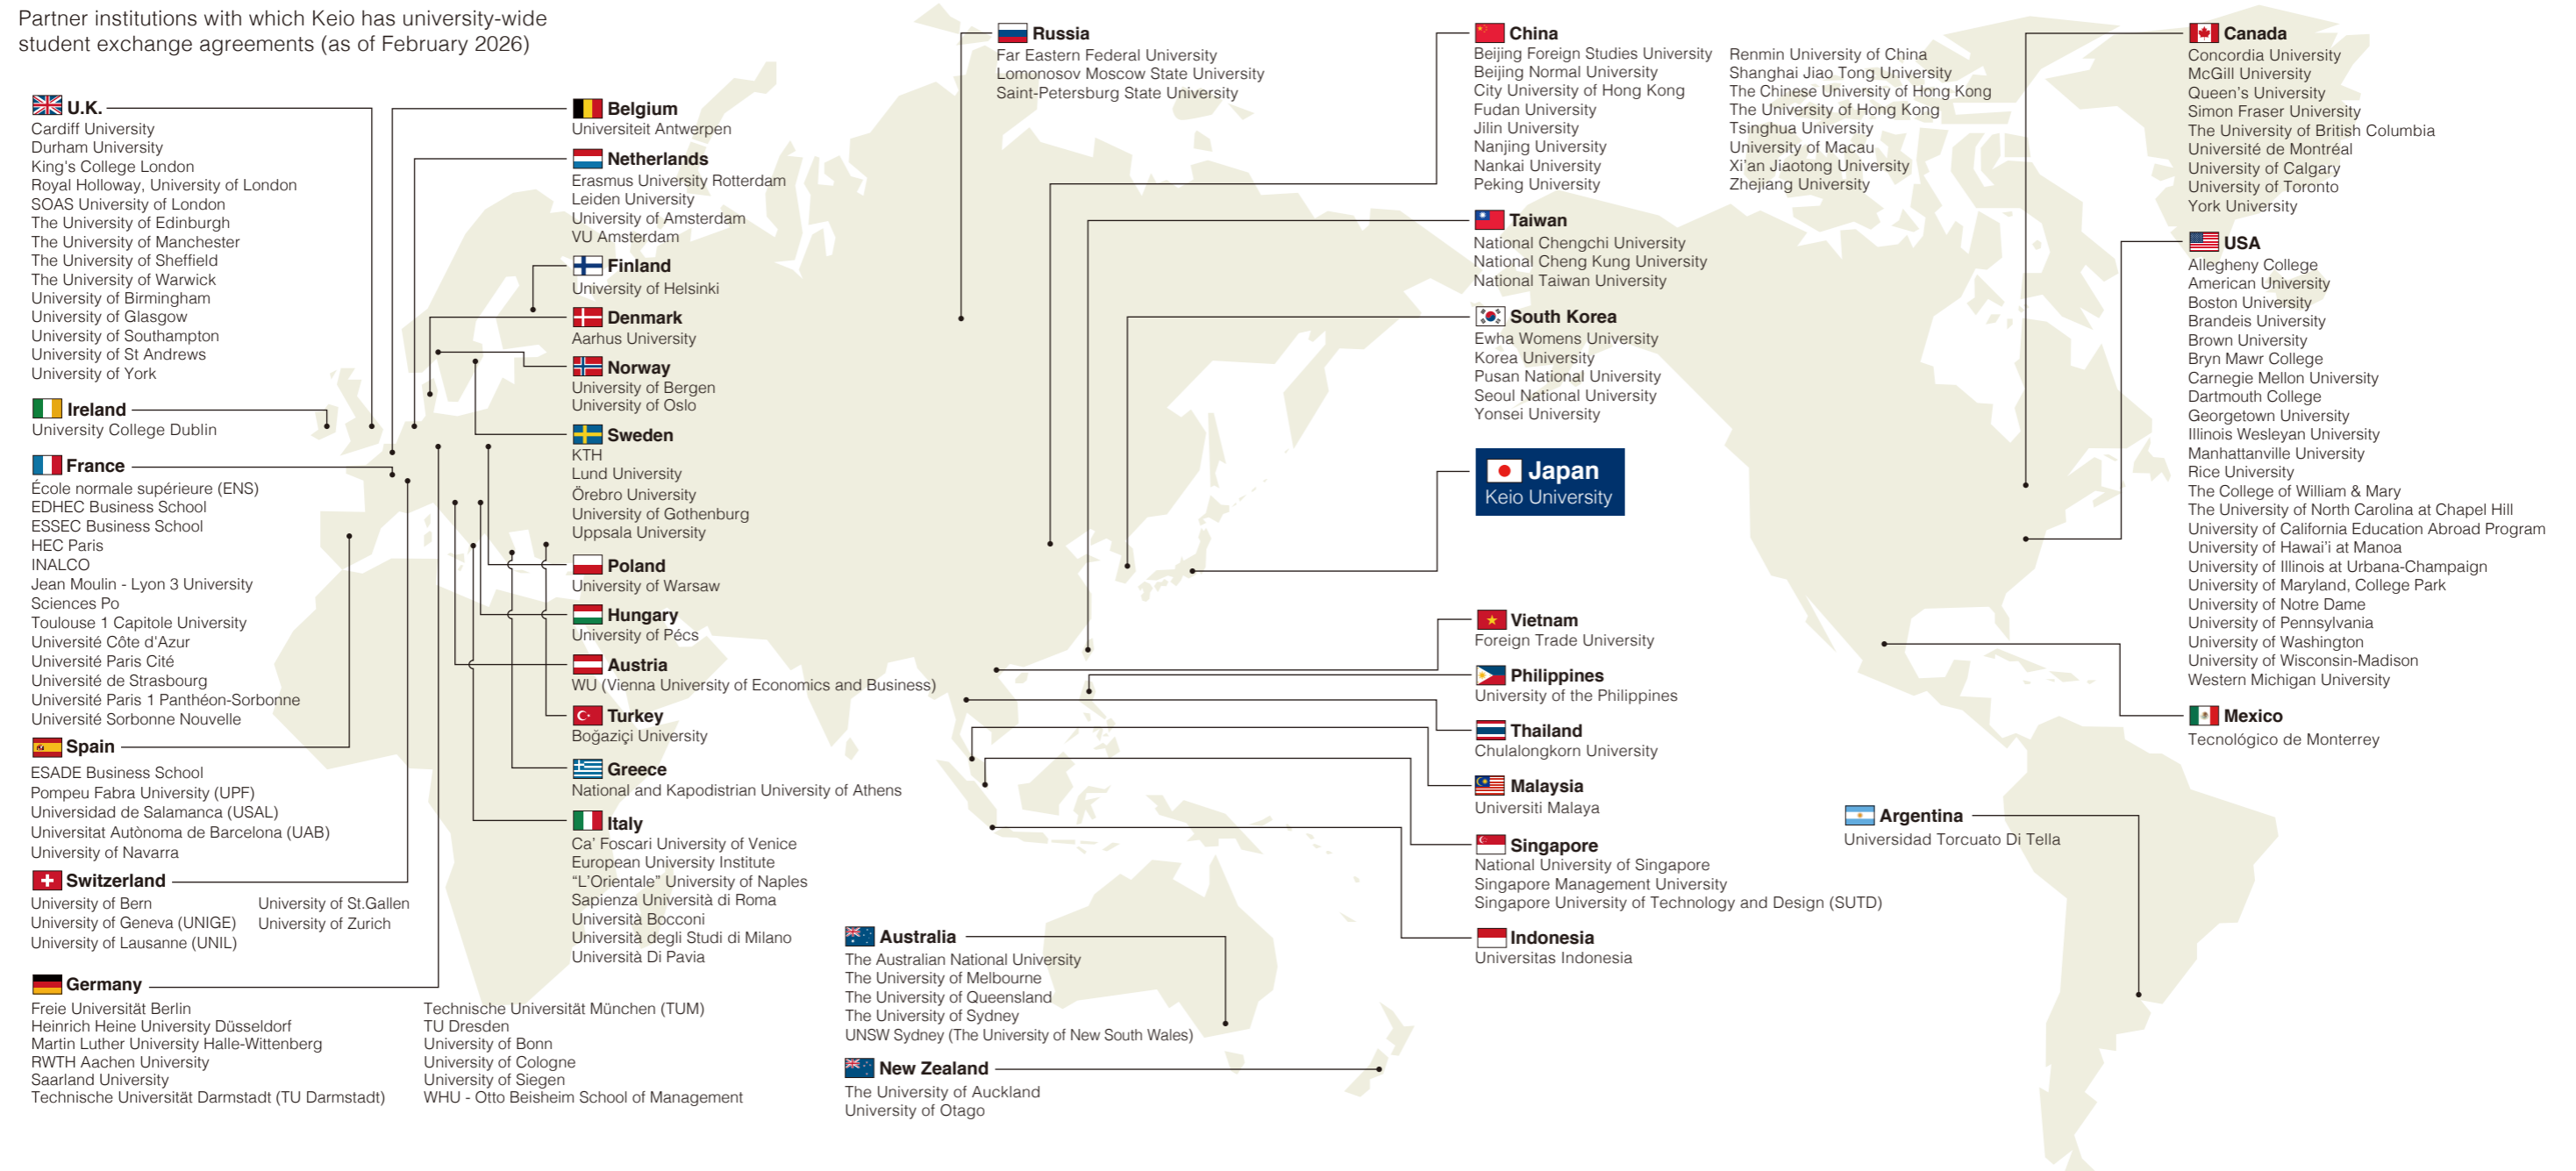 Partner institutions with which Keio has university-wide
student exchange agreements (as of February 2026)
U.K.
Cardiff University
Durham University
King's College London
Royal Holloway, University of London
SOAS University of London
The University of Edinburgh
The University of Manchester
The University of Sheffield
The University of Warwick
University of Birmingham
University of Glasgow
University of Southampton
University of St Andrews
University of York
Ireland
University College Dublin
France
École normale supérieure (ENS)
EDHEC Business School
ESSEC Business School
HEC Paris
INALCO
Jean Moulin - Lyon 3 University
Sciences Po
Toulouse 1 Capitole University
Université Côte d'Azur
Université Paris Cité
Université de Strasbourg
Université Paris 1 Panthéon-Sorbonne
Université Sorbonne Nouvelle
Spain
ESADE Business School
Pompeu Fabra University (UPF)
Universidad de Salamanca (USAL)
Universitat Autònoma de Barcelona (UAB)
University of Navarra
Switzerland
University of Bern
University of Geneva (UNIGE)
University of Lausanne (UNIL)
University of St.Gallen
University of Zurich
Germany
Freie Universität Berlin
Heinrich Heine University Düsseldorf
Martin Luther University Halle-Wittenberg
RWTH Aachen University
Saarland University
Technische Universität Darmstadt (TU Darmstadt)
Technische Universität München (TUM)
TU Dresden
University of Bonn
University of Cologne
University of Siegen
WHU - Otto Beisheim School of Management
Belgium
Universiteit Antwerpen
Netherlands
Erasmus University Rotterdam
Leiden University
University of Amsterdam
VU Amsterdam
Finland
University of Helsinki
Denmark
Aarhus University
Norway
University of Bergen
University of Oslo
Sweden
KTH
Lund University
Örebro University
University of Gothenburg
Uppsala University
Poland
University of Warsaw
Hungary
University of Pécs
Austria
WU (Vienna University of Economics and Business)
Turkey
Boğaziçi University
Greece
National and Kapodistrian University of Athens
Italy
Ca' Foscari University of Venice
European University Institute
“L'Orientale” University of Naples
Sapienza Università di Roma
Università Bocconi
Università degli Studi di Milano
Università Di Pavia
Russia
Far Eastern Federal University
Lomonosov Moscow State University
Saint-Petersburg State University
Australia
The Australian National University
The University of Melbourne
The University of Queensland
The University of Sydney
UNSW Sydney (The University of New South Wales)
New Zealand
The University of Auckland
University of Otago
China
Beijing Foreign Studies University
Beijing Normal University
City University of Hong Kong
Fudan University
Jilin University
Nanjing University
Nankai University
Peking University
Renmin University of China
Shanghai Jiao Tong University
The Chinese University of Hong Kong
The University of Hong Kong
Tsinghua University
University of Macau
Xi'an Jiaotong University
Zhejiang University
Taiwan
National Chengchi University
National Cheng Kung University
National Taiwan University
South Korea
Ewha Womens University
Korea University
Pusan National University
Seoul National University
Yonsei University
Japan
Keio University
Vietnam
Foreign Trade University
Philippines
University of the Philippines
Thailand
Chulalongkorn University
Malaysia
Universiti Malaya
Singapore
National University of Singapore
Singapore Management University
Singapore University of Technology and Design (SUTD)
Indonesia
Universitas Indonesia
Canada
Concordia University
McGill University
Queen's University
Simon Fraser University
The University of British Columbia
Université de Montréal
University of Calgary
University of Toronto
York University
USA
Allegheny College
American University
Boston University
Brandeis University
Brown University
Bryn Mawr College
Carnegie Mellon University
Dartmouth College
Georgetown University
Illinois Wesleyan University
Manhattanville University
Rice University
The College of William & Mary
The University of North Carolina at Chapel Hill
University of California Education Abroad Program
University of Hawai'i at Manoa
University of Illinois at Urbana-Champaign
University of Maryland, College Park
University of Notre Dame
University of Pennsylvania
University of Washington
University of Wisconsin-Madison
Western Michigan University
Mexico
Tecnológico de Monterrey
Argentina
Universidad Torcuato Di Tella